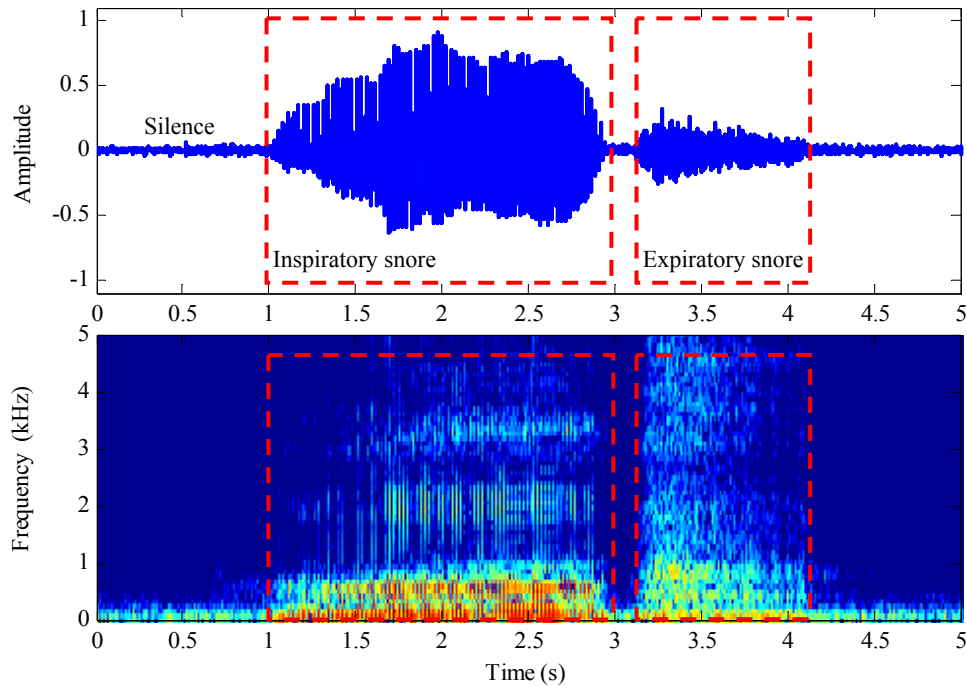 Amplitude
1
0.5
0
-0.5
-1
Silence
Inspiratory snore
Expiratory snore
0 0.5 1 1.5 2 2.5 3 3.5 4 4.5 5
Frequency (kHz)
5
4
3
2
1
0
0 0.5 1 1.5 2 2.5 3 3.5 4 4.5 5
Time (s)